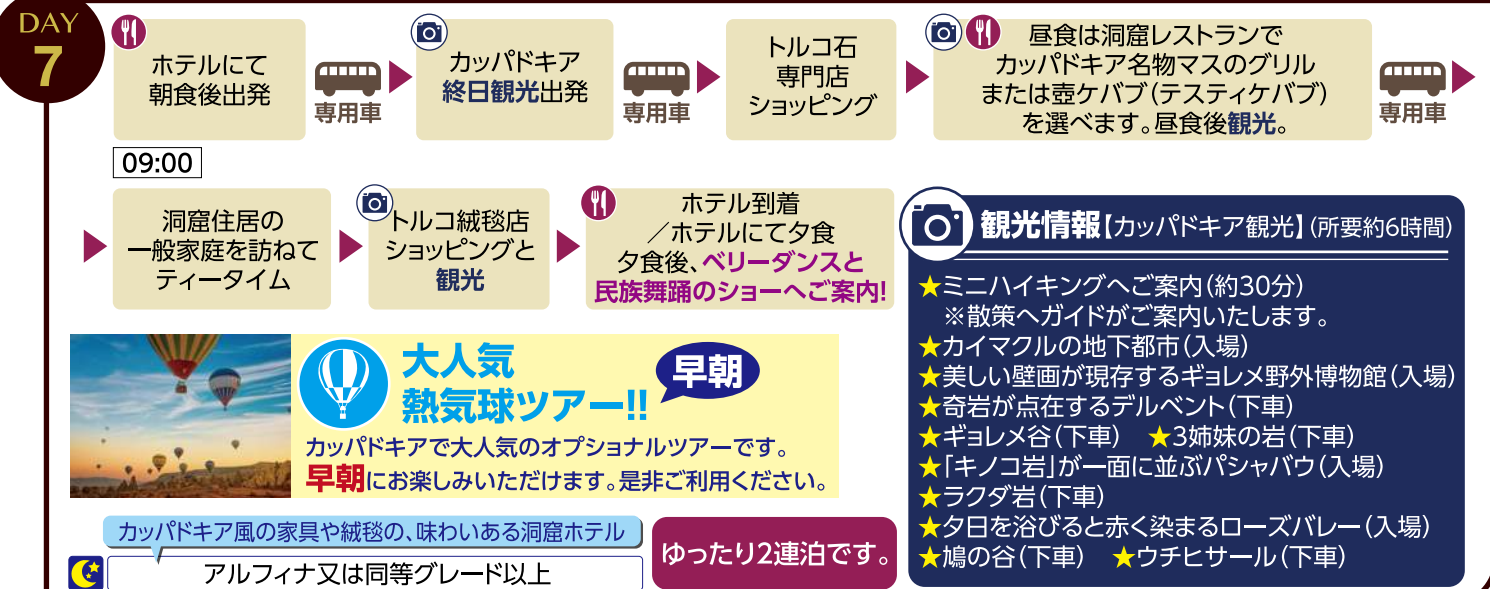 DAY
7
ホテルにて
朝食後出発
専用車
カッパドキア
終日観光出発
専用車
トルコ石
専門店
ショッピング
昼食は洞窟レストランで
カッパドキア名物マスのグリル
または壺ケバブ(テスティケバブ)
を選べます。昼食後観光。
専用車
09:00
洞窟住居の
一般家庭を訪ねて
ティータイム
トルコ絨毯店
ショッピングと
観光
ホテル到着
/ホテルにて夕食
夕食後、ベリーダンスと
民族舞踊のショーへご案内!
大人気
熱気球ツアー!!
早朝
カッパドキアで大人気のオプショナルツアーです。
早朝にお楽しみいただけます。是非ご利用ください。
カッパドキア風の家具や絨毯の、味わいある洞窟ホテル
アルフィナ又は同等グレード以上
ゆったり2連泊です。
観光情報【カッパドキア観光】(所要約6時間)
★ミニハイキングへご案内(約30分)
※散策へガイドがご案内いたします。
★カイマクルの地下都市(入場)
★美しい壁画が現存するギョレメ野外博物館(入場)
★奇岩が点在するデルベント(下車)
★ギョレメ谷(下車) ★3姉妹の岩(下車)
★「キノコ岩」が一面に並ぶパシャバウ(入場)
★ラクダ岩(下車)
★夕日を浴びると赤く染まるローズバレー(入場)
★鳩の谷(下車) ★ウチヒサール(下車)